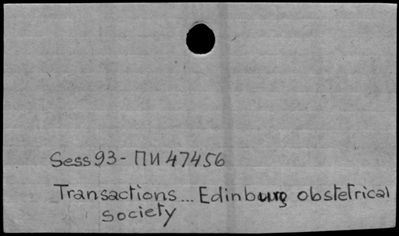 Sess 93 - ПИ 47456
Transactions... Edinburg obstetrical
society